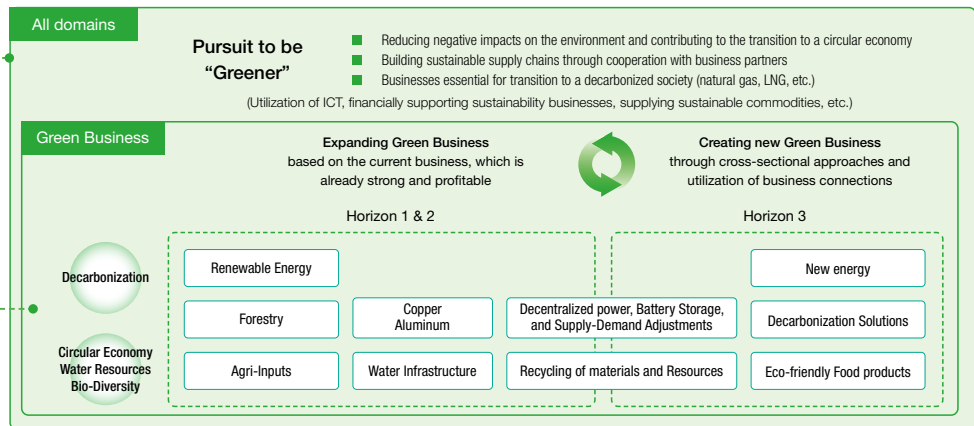 All domains
Pursuit to be
“Greener”
Reducing negative impacts on the environment and contributing to the transition to a circular economy
Building sustainable supply chains through cooperation with business partners
Businesses essential for transition to a decarbonized society (natural gas, LNG, etc.)
(Utilization of ICT, financially supporting sustainability businesses, supplying sustainable commodities, etc.)
Green Business
Expanding Green Business
based on the current business, which is
already strong and profitable
Creating new Green Business
through cross-sectional approaches and
utilization of business connections
Horizon 1 & 2
Horizon 3
Decarbonization
Renewable Energy
New energy
Forestry
Copper
Aluminum
Decentralized power, Battery Storage,
and Supply-Demand Adjustments
Decarbonization Solutions
Circular Economy
Water Resources
Bio-Diversity
Agri-Inputs
Water Infrastructure
Recycling of materials and Resources
Eco-friendly Food products